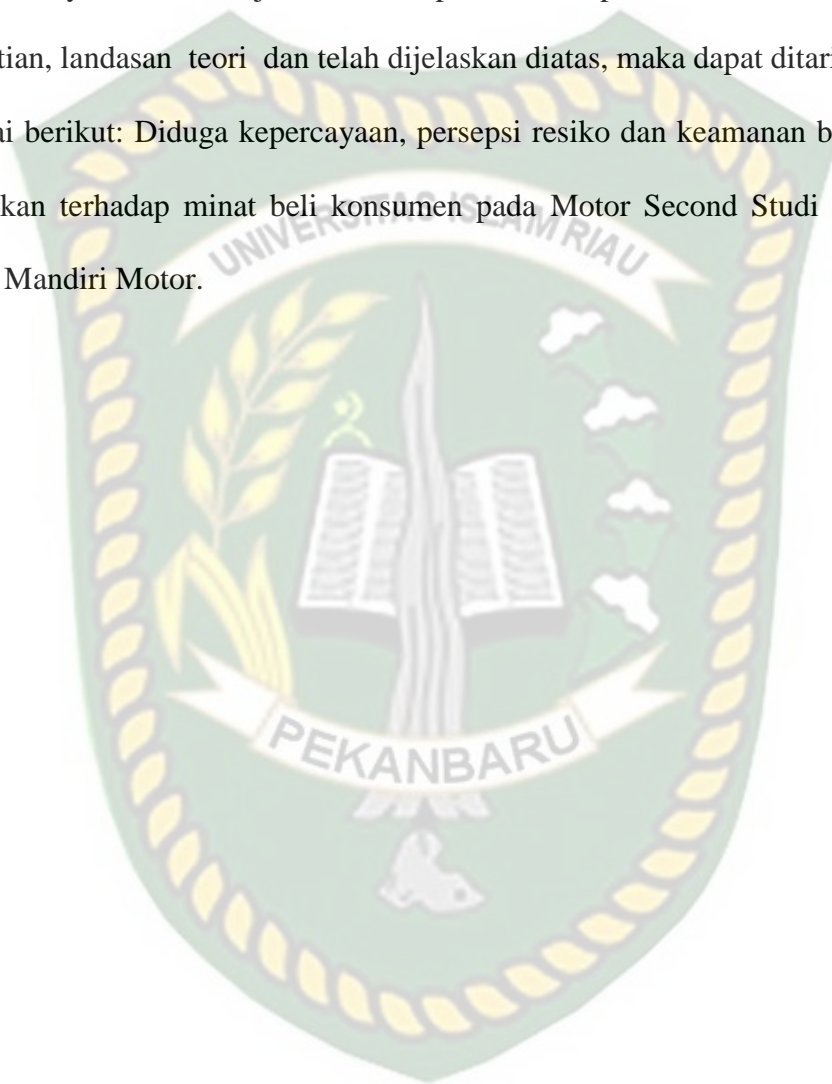 tian, landasan teori dan telah dijelaskan diatas, maka dapat ditari
ai berikut: Diduga kepercayaan, persepsi resiko dan keamanan b
kan terhadap minat beli konsumen pada Motor Second Studi
Mandiri Motor.
UNIVERSITAS ISLAM RIAU
PEKANBARU